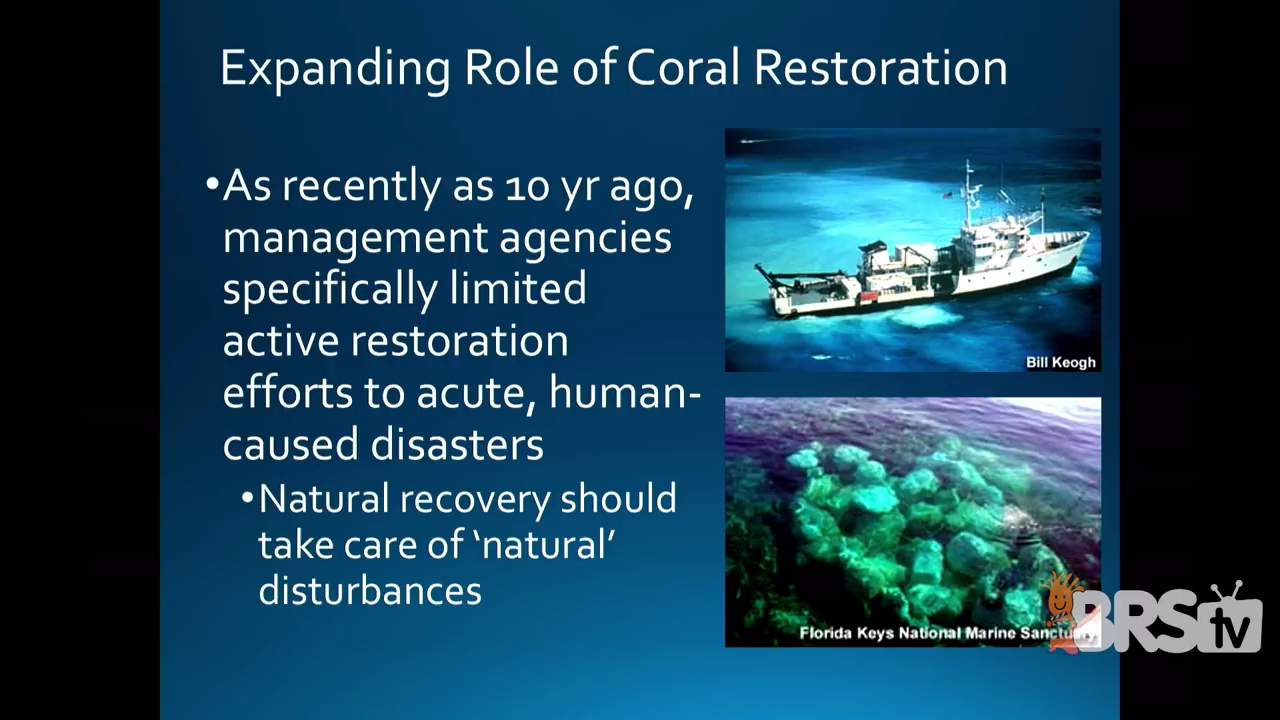 Expanding Role of Coral Restoration
•As recently as 10 yr ago,
management agencies
specifically limited
active restoration
efforts to acute, human-
caused disasters
•Natural recovery should
take care of ‘natural’
disturbances
Bill Keogh
Florida Keys National Marine Sanctuary
BRS tv